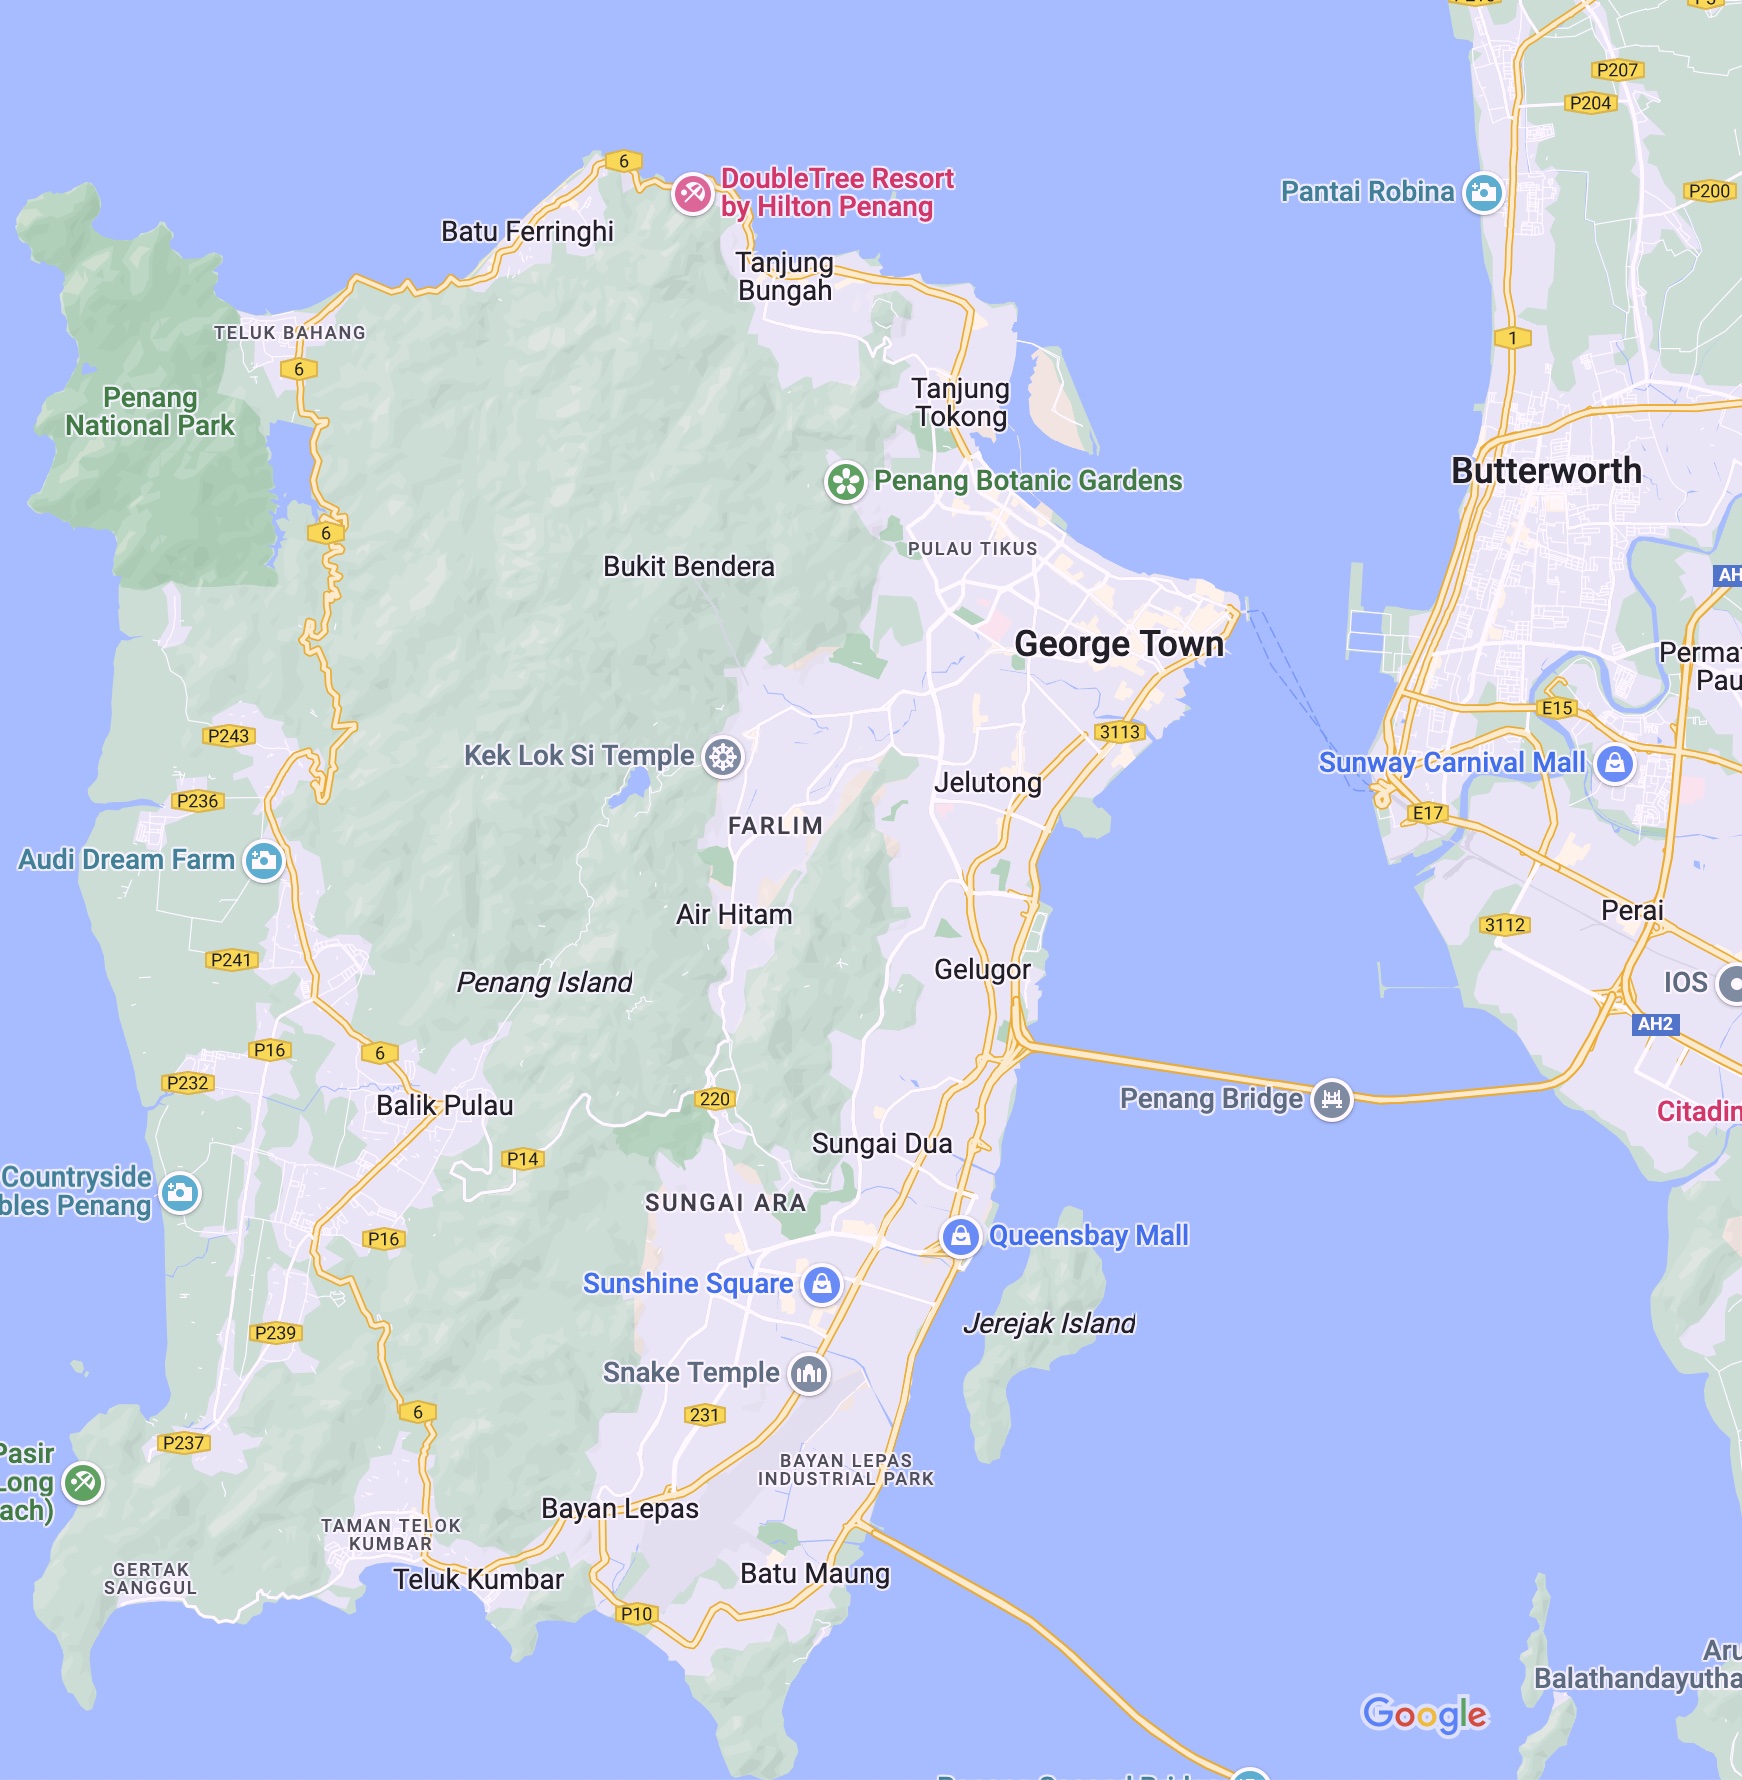 P207
P204
6
DoubleTree Resort
by Hilton Penang
Pantai Robina
P200
Batu Ferringhi
Tanjung
Bungah
TELUK BAHANG
1
6
Penang
National Park
Tanjung
Tokong
Butterworth
Penang Botanic Gardens
6
PULAU TIKUS
Bukit Bendera
AH
George Town
Perma
Pau
E15
P243
3113
Kek Lok Si Temple
Sunway Carnival Mall
Jelutong
P236
E17
FARLIM
Audi Dream Farm
Air Hitam
Perai
3112
P241
Gelugor
Penang Island
IOS
AH2
P16
6
P232
220
Penang Bridge
Balik Pulau
Citadin
Sungai Dua
P14
Countryside
bles Penang
SUNGAI ARA
P16
Queensbay Mall
Sunshine Square
Jerejak Island
P239
Snake Temple
6
231
P237
Pasir
Long
ach)
BAYAN LEPAS
INDUSTRIAL PARK
Bayan Lepas
TAMAN TELOK
KUMBAR
GERTAK
SANGGUL
Teluk Kumbar
Batu Maung
P10
Aru
Balathandayutha
Google